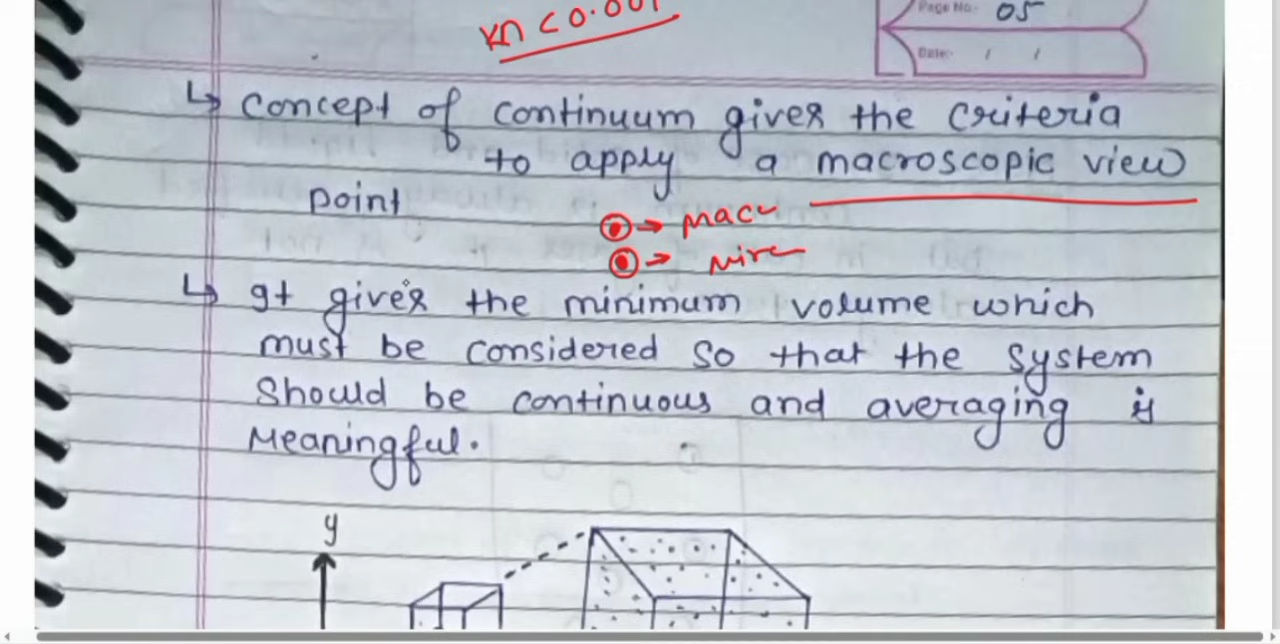 Kn < 0.001
Page No. 05
Date: / /
↳ Concept of continuum gives the criteria
to apply a macroscopic view
Point
→ Macr
→ Micr
↳ It gives the minimum volume which
must be considered so that the system
Should be continuous and averaging is
Meaningful.
y